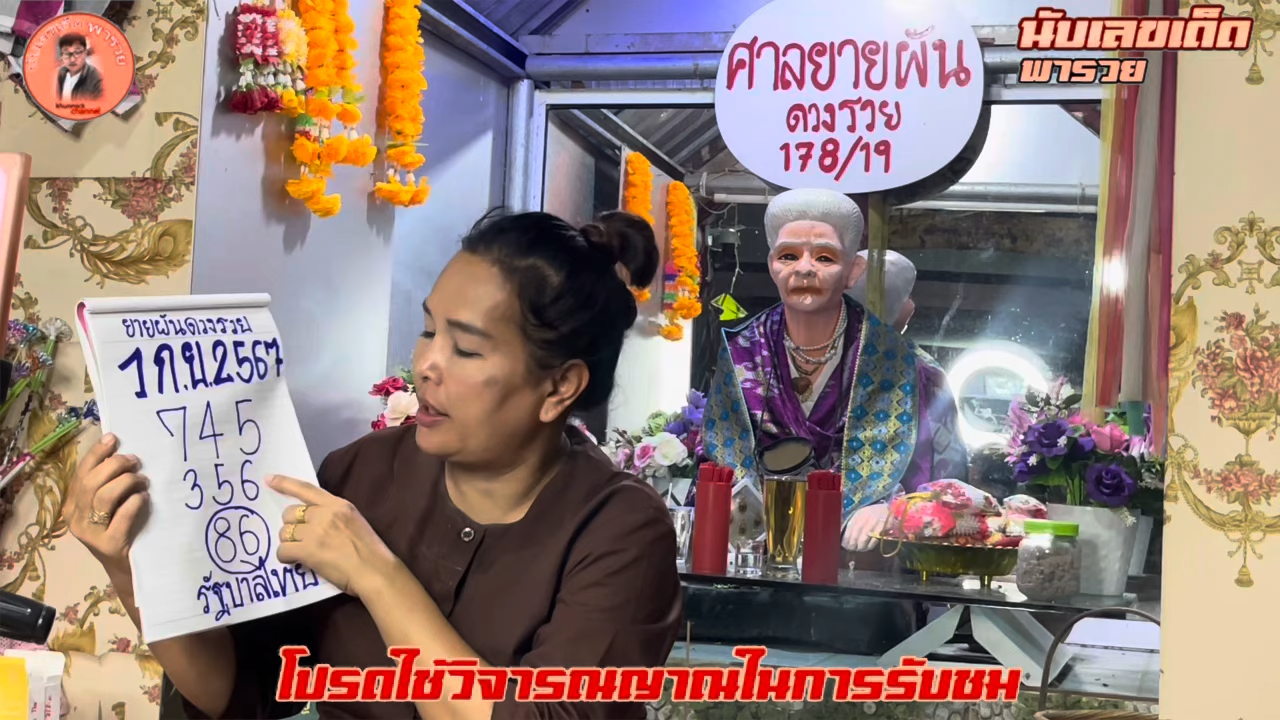 นับเลขเด็ด
พารวย
khunnick
channel
ศาลยายผัน
ดวงรวย
178/19
ยายผันดวงรวย
1 ก.ย.2567
745
356
86
รัฐบาลไทย
โปรดใช้วิจารณญาณในการรับชม